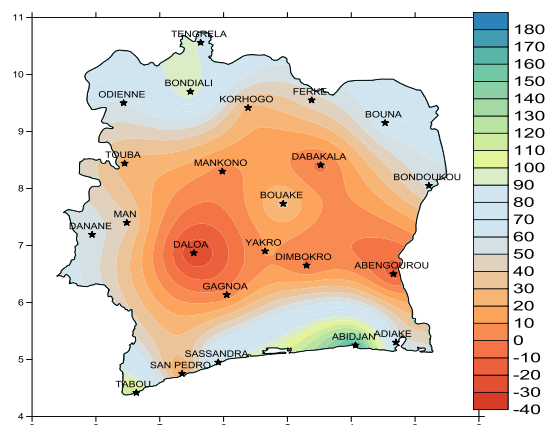 11
TENGRELA
180
170
160
10
BONDIALI
ODIENNE
FERKE
KORHOGO
150
140
BOUNA
130
9
120
TOUBA
MANKONO
DABAKALA
110
100
BONDOUKOU
90
8
BOUAKE
80
MAN
70
DANANE
60
DALOA
YAKRO
50
7
DIMBOKRO
ABENGOUROU
40
30
GAGNOA
20
6
10
0
ABIDJAN
ADIAKE
-10
SASSANDRA
5
SAN PEDRO
-20
TABOU
-30
4
-40